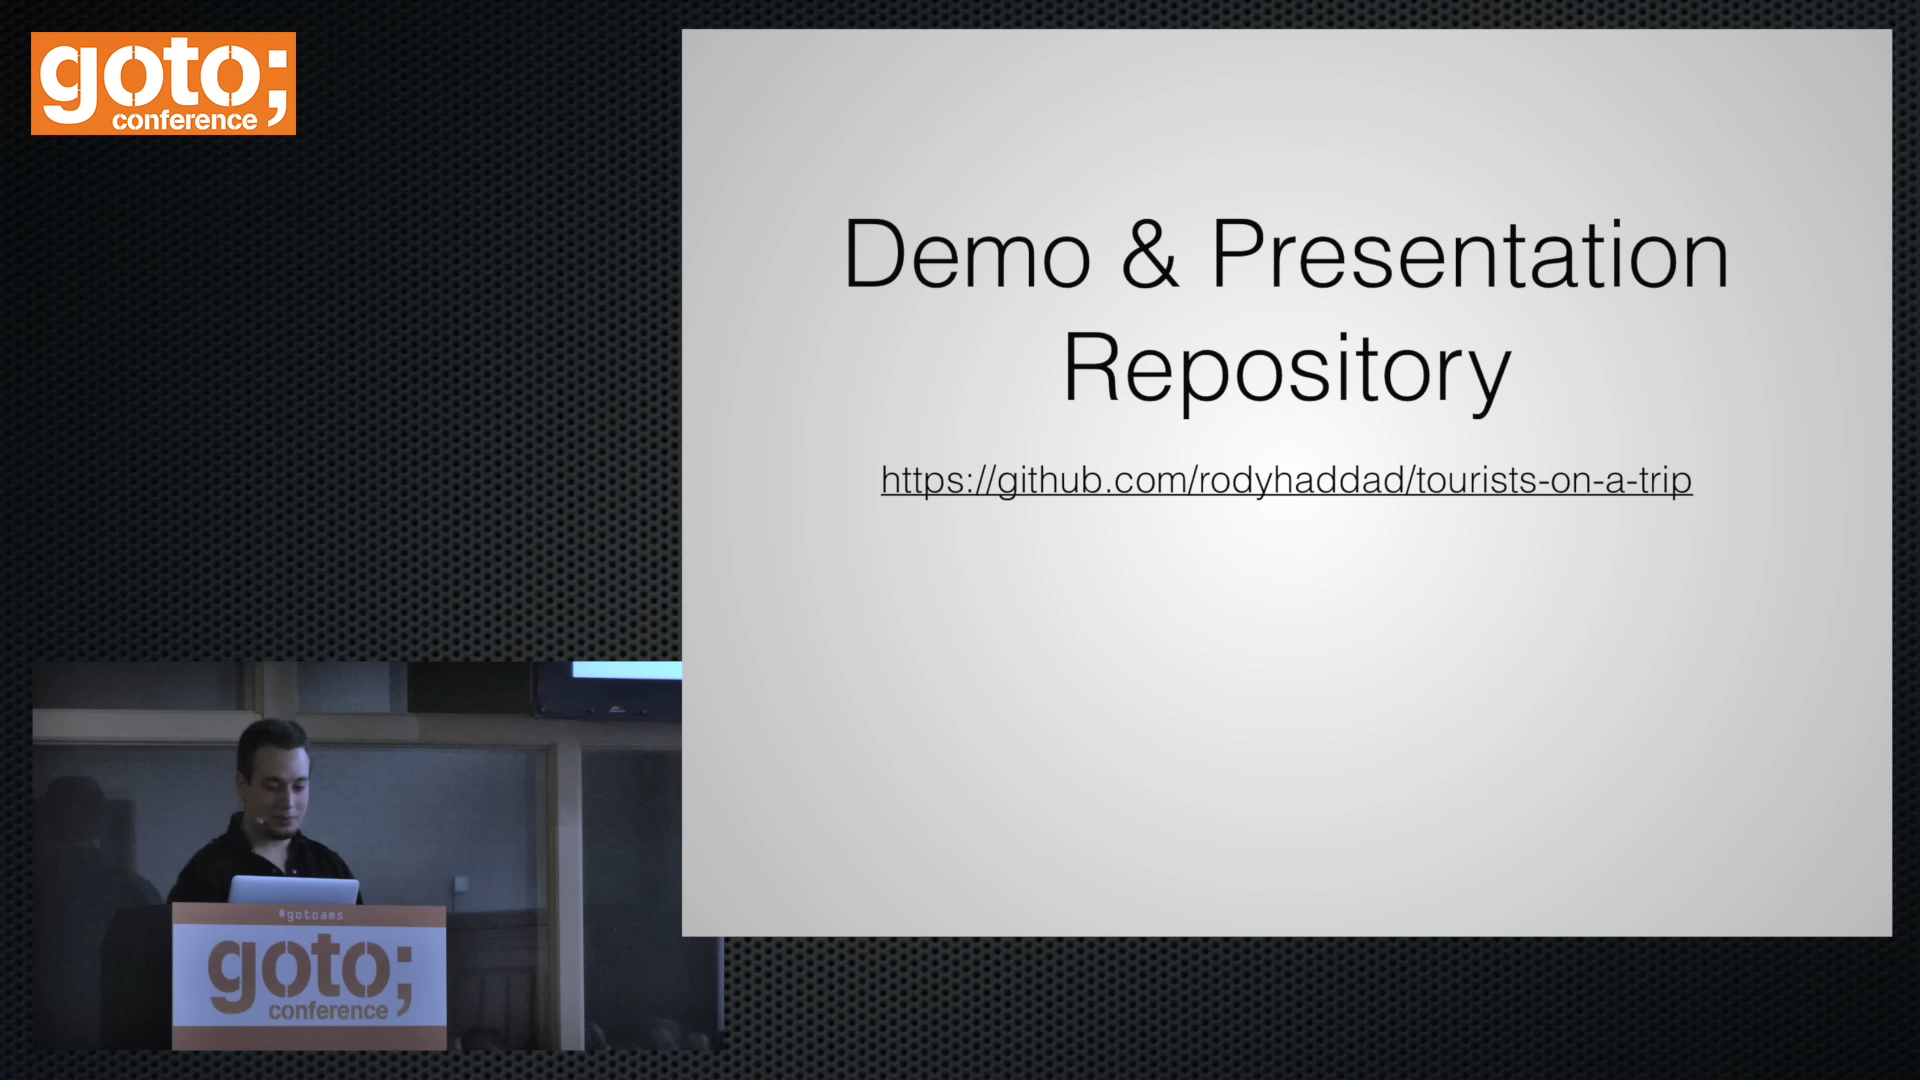 goto;
conference
Demo & Presentation
Repository
https://github.com/rodyhaddad/tourists-on-a-trip
#gotoams
goto;
conference